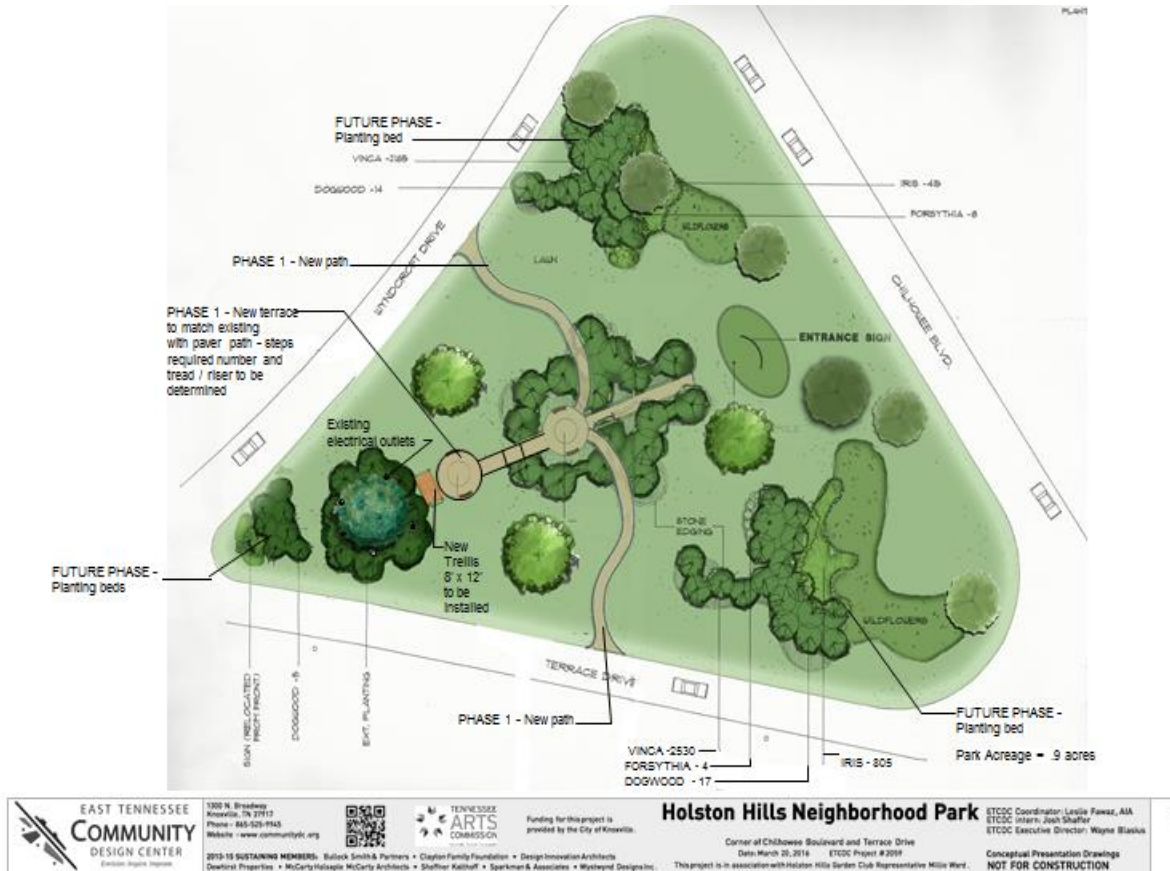 PLANT
FUTURE PHASE -
Planting bed
DOGWOOD -14
IRIS -49
FORSYTHIA -8
WILDFLOWERS
LAWN
WYNDCROFT DRIVE
PHASE 1 - New path
CHILHOWEE BLVD.
PHASE 1 - New terrace
to match existing
with paver path - steps
required number and
tread / riser to be
determined
ENTRANCE SIGN
Existing
electrical outlets
STONE
EDGING
New
Trellis
8' x 12'
to be
installed
FUTURE PHASE -
Planting beds
WILDFLOWERS
TERRACE DRIVE
SIGN (RELOCATED
FROM FRONT)
DOGWOOD -5
EXT. PLANTING
PHASE 1 - New path
FUTURE PHASE -
Planting bed
VINCA -2530
FORSYTHIA - 4
DOGWOOD - 17
IRIS - 805
Park Acreage = .9 acres
EAST TENNESSEE
COMMUNITY
DESIGN CENTER
1300 N. Broadway
Knoxville, TN 37917
Phone - 865-525-9945
Website - www.communitydc.org
TENNESSEE
ARTS
COMMISSION
Funding for this project is
provided by the City of Knoxville.
2013-15 SUSTAINING MEMBERS: Bullock Smith & Partners • Clayton Family Foundation • Design Innovation Architects
Dewhirst Properties • McCarty Holsaple McCarty Architects • Shaffner Kalthoff • Sparkman & Associates • Westwynd Designs Inc.
Holston Hills Neighborhood Park
Corner of Chilhowee Boulevard and Terrace Drive
Date: March 20, 2016 ETCDC Project # 2059
This project is in association with Holston Hills Garden Club Representative Millie Ward.
ETCDC Coordinator: Leslie Fawaz, AIA
ETCDC Intern: Josh Shaffer
ETCDC Executive Director: Wayne Blasius
Conceptual Presentation Drawings
NOT FOR CONSTRUCTION